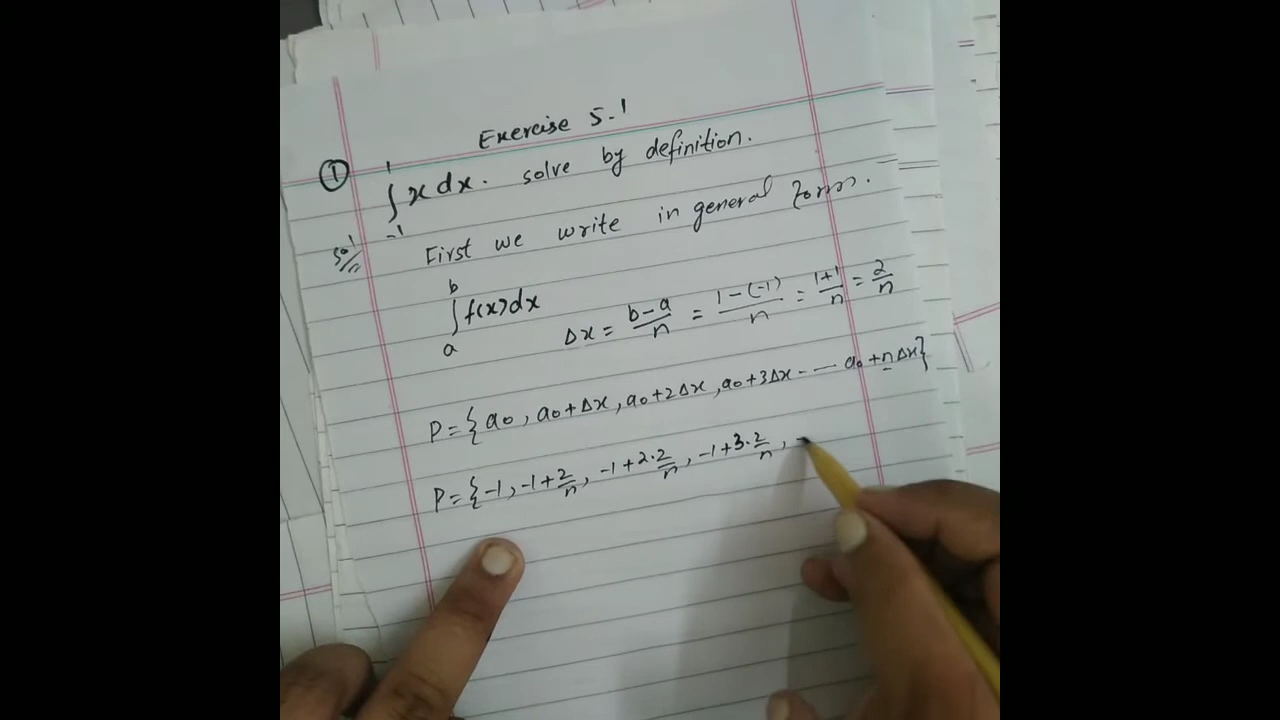 Exercise 5.1
① ∫₋₁¹ x dx. solve by definition.
Sol/n First we write in general form.
∫ₐᵇ f(x)dx Δx = (b-a)/n = (1-(-1))/n = (1+1)/n = 2/n
P = { a₀, a₀+Δx, a₀+2Δx, a₀+3Δx - --- a₀+nΔx}
P = { -1, -1+2/n, -1+2·2/n, -1+3·2/n, -